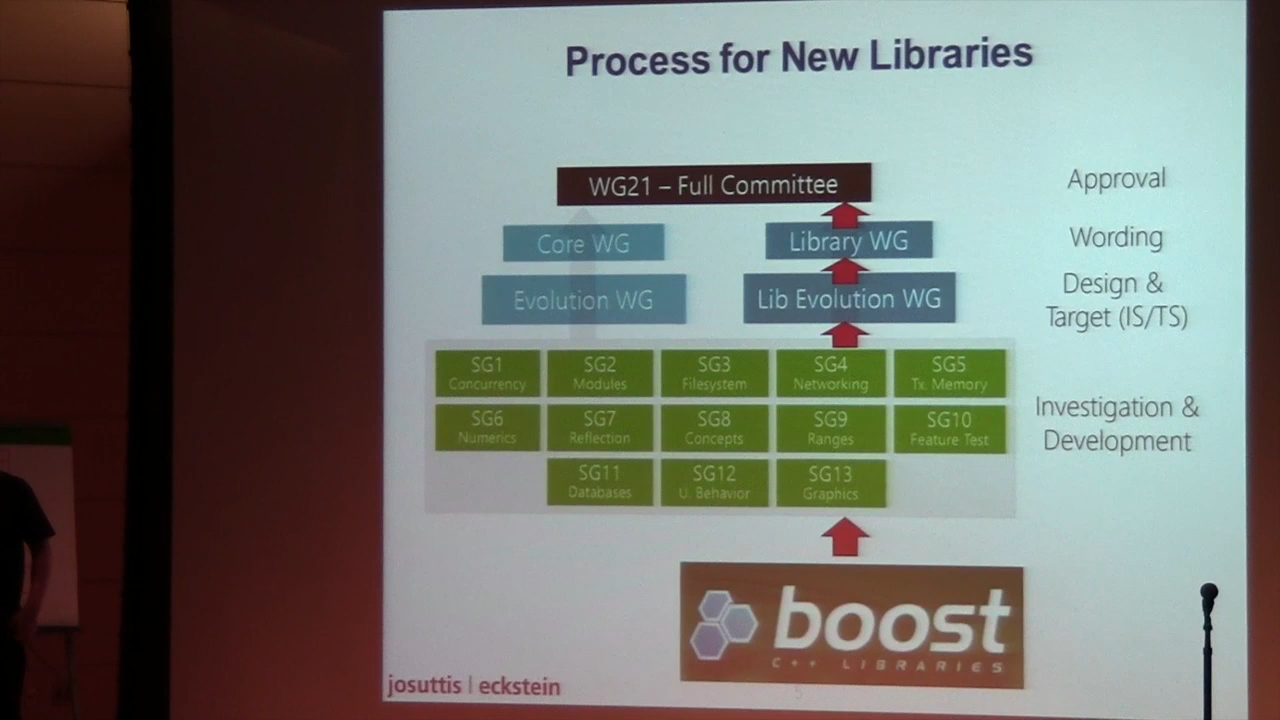 Process for New Libraries
WG21 – Full Committee
Approval
Core WG
Library WG
Wording
Evolution WG
Lib Evolution WG
Design &
Target (IS/TS)
SG1
Concurrency
SG2
Modules
SG3
Filesystem
SG4
Networking
SG5
Tx. Memory
SG6
Numerics
SG7
Reflection
SG8
Concepts
SG9
Ranges
SG10
Feature Test
Investigation &
Development
SG11
Databases
SG12
U. Behavior
SG13
Graphics
boost
C++ LIBRARIES
josuttis | eckstein
5